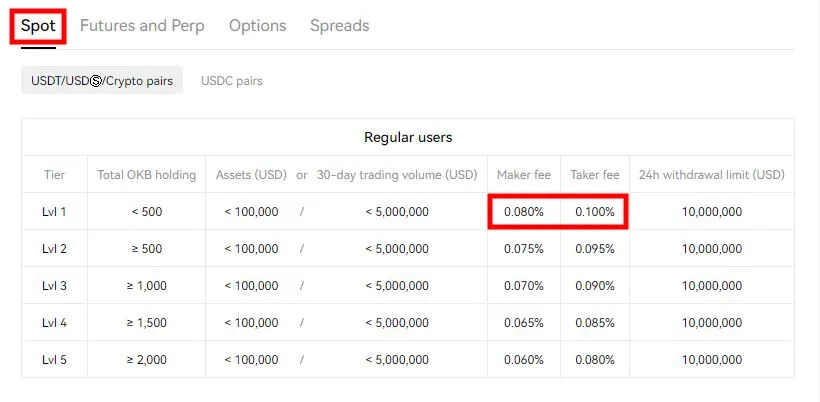 Spot Futures and Perp Options Spreads
USDT/USDⓈ/Crypto pairs USDC pairs
Regular users
Tier Total OKB holding Assets (USD) or 30-day trading volume (USD) Maker fee Taker fee 24h withdrawal limit (USD)
Lvl 1 < 500 < 100,000 / < 5,000,000 0.080% 0.100% 10,000,000
Lvl 2 ≥ 500 < 100,000 / < 5,000,000 0.075% 0.095% 10,000,000
Lvl 3 ≥ 1,000 < 100,000 / < 5,000,000 0.070% 0.090% 10,000,000
Lvl 4 ≥ 1,500 < 100,000 / < 5,000,000 0.065% 0.085% 10,000,000
Lvl 5 ≥ 2,000 < 100,000 / < 5,000,000 0.060% 0.080% 10,000,000